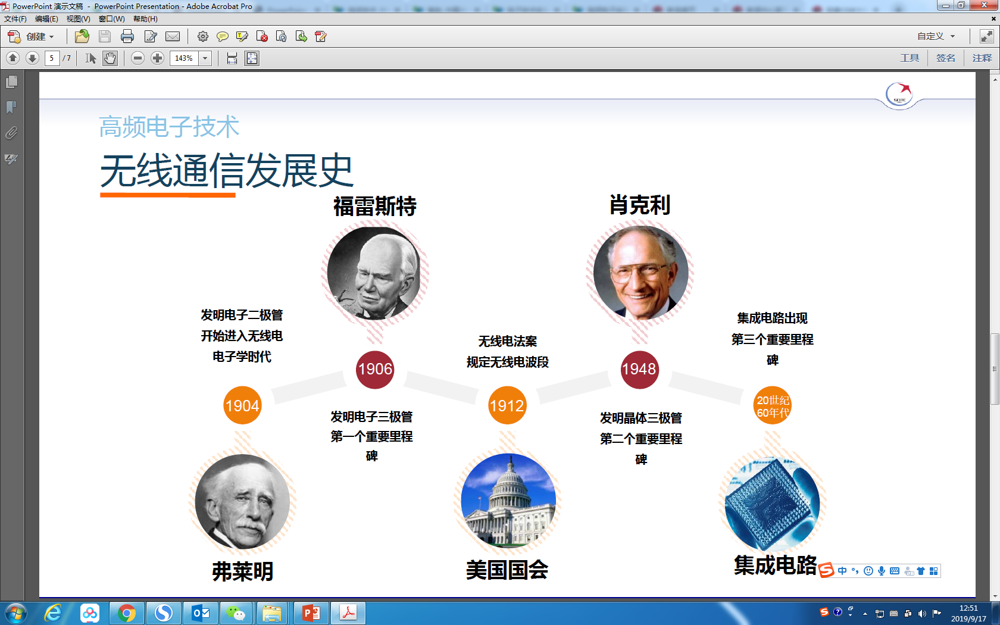 PowerPoint 演示文稿 - PowerPoint Presentation - Adobe Acrobat Pro
文件(F) 编辑(E) 视图(V) 窗口(W) 帮助(H)
创建
自定义
5 / 7
143%
工具 签名 注释
SEITC
高频电子技术
无线通信发展史
福雷斯特
肖克利
发明电子二极管
开始进入无线电
电子学时代
无线电法案
规定无线电波段
集成电路出现
第三个重要里程
碑
1904
1906
1912
1948
20世纪
60年代
发明电子三极管
第一个重要里程
碑
发明晶体三极管
第二个重要里程
碑
弗莱明
美国国会
集成电路
中
12:51
2019/9/17